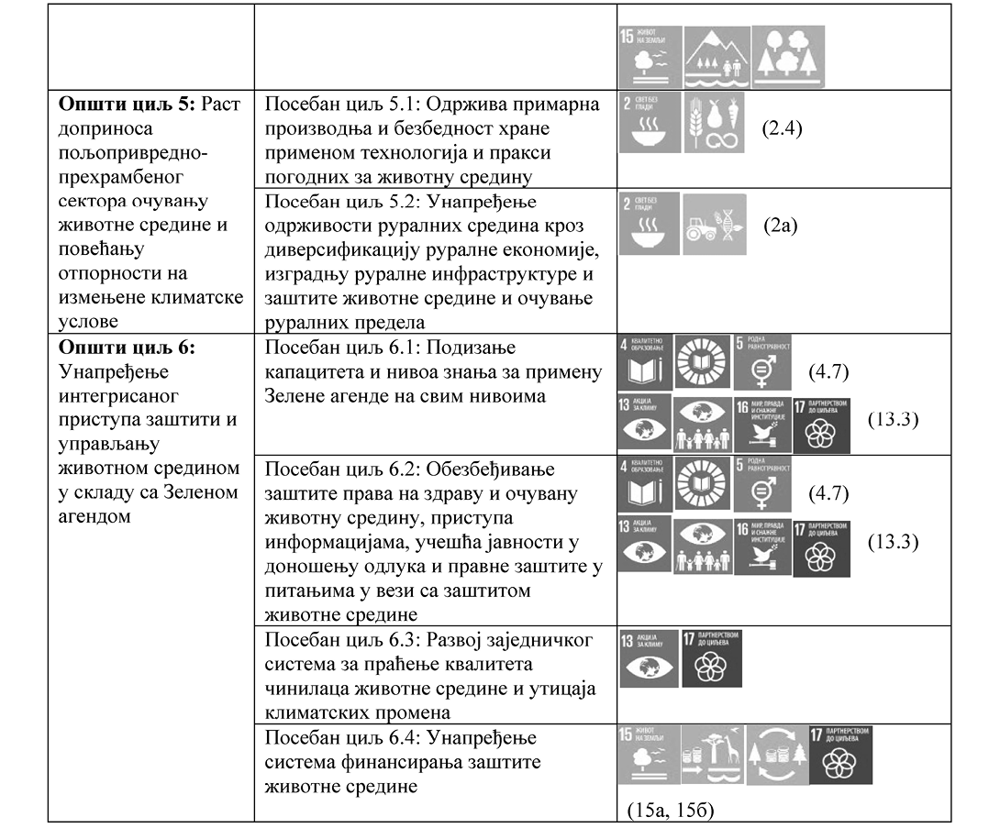 15 ЖИВОТ
НА ЗЕМЉИ
Општи циљ 5: Раст
доприноса
пољопривредно-
прехрамбеног
сектора очувању
животне средине и
повећању
отпорности на
измењене климатске
услове
Посебан циљ 5.1: Одржива примарна
производња и безбедност хране
применом технологија и пракси
погодних за животну средину
2 СВЕТ БЕЗ
ГЛАДИ
(2.4)
Посебан циљ 5.2: Унапређење
одрживости руралних средина кроз
диверсификацију руралне економије,
изградњу руралне инфраструктуре и
заштите животне средине и очување
руралних предела
2 СВЕТ БЕЗ
ГЛАДИ
(2а)
Општи циљ 6:
Унапређење
интегрисаног
приступа заштити и
управљању
животном средином
у складу са Зеленом
агендом
Посебан циљ 6.1: Подизање
капацитета и нивоа знања за примену
Зелене агенде на свим нивоима
4 КВАЛИТЕТНО
ОБРАЗОВАЊЕ
5 РОДНА
РАВНОПРАВНОСТ
(4.7)
13 АКЦИЈА
ЗА КЛИМУ
16 МИР, ПРАВДА
И СНАЖНЕ
ИНСТИТУЦИЈЕ
17 ПАРТНЕРСТВОМ
ДО ЦИЉЕВА
(13.3)
Посебан циљ 6.2: Обезбеђивање
заштите права на здраву и очувану
животну средину, приступа
информацијама, учешћа јавности у
доношењу одлука и правне заштите у
питањима у вези са заштитом
животне средине
4 КВАЛИТЕТНО
ОБРАЗОВАЊЕ
5 РОДНА
РАВНОПРАВНОСТ
(4.7)
13 АКЦИЈА
ЗА КЛИМУ
16 МИР, ПРАВДА
И СНАЖНЕ
ИНСТИТУЦИЈЕ
17 ПАРТНЕРСТВОМ
ДО ЦИЉЕВА
(13.3)
Посебан циљ 6.3: Развој заједничког
система за праћење квалитета
чинилаца животне средине и утицаја
климатских промена
13 АКЦИЈА
ЗА КЛИМУ
17 ПАРТНЕРСТВОМ
ДО ЦИЉЕВА
Посебан циљ 6.4: Унапређење
система финансирања заштите
животне средине
15 ЖИВОТ
НА ЗЕМЉИ
17 ПАРТНЕРСТВОМ
ДО ЦИЉЕВА
(15а, 15б)